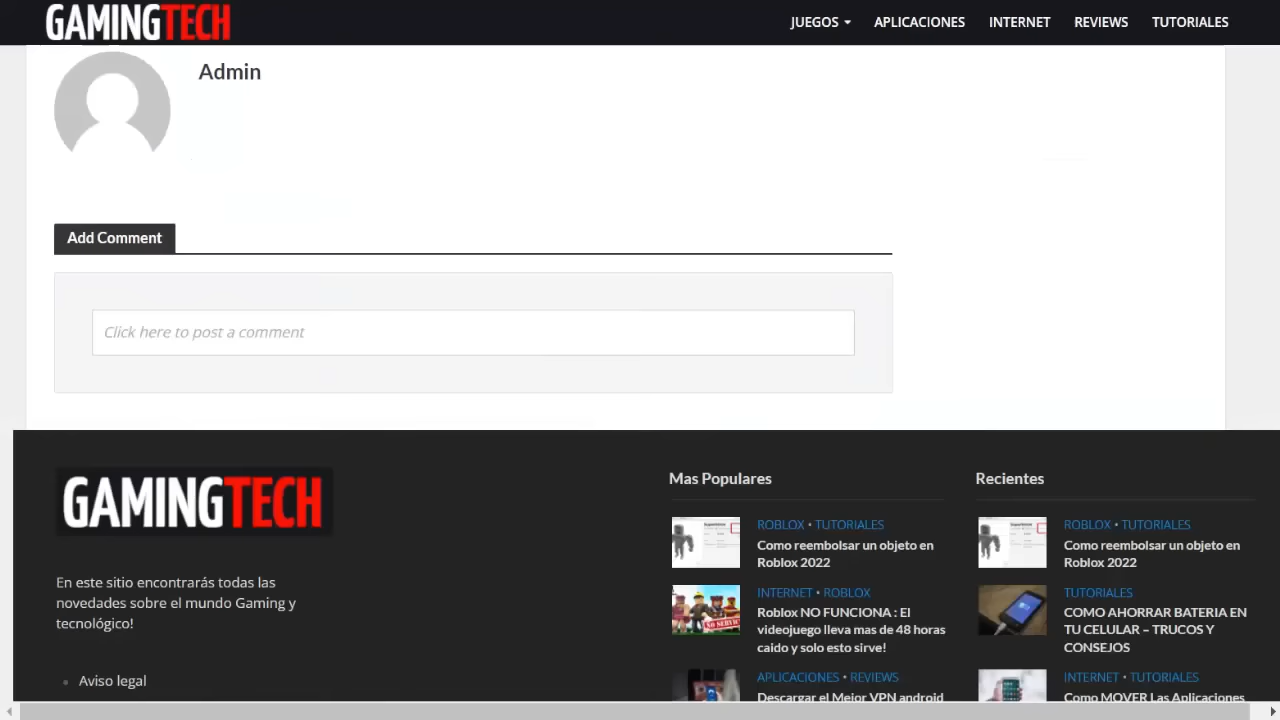 GAMINGTECH
JUEGOS
APLICACIONES
INTERNET
REVIEWS
TUTORIALES
Admin
Add Comment
Click here to post a comment
GAMINGTECH
En este sitio encontrarás todas las
novedades sobre el mundo Gaming y
tecnológico!
Aviso legal
Mas Populares
ROBLOX • TUTORIALES
Como reembolsar un objeto en
Roblox 2022
INTERNET • ROBLOX
Roblox NO FUNCIONA : El
videojuego lleva mas de 48 horas
caido y solo esto sirve!
NO SERVIC
APLICACIONES • REVIEWS
Descargar el Mejor VPN android
Recientes
ROBLOX • TUTORIALES
Como reembolsar un objeto en
Roblox 2022
TUTORIALES
COMO AHORRAR BATERIA EN
TU CELULAR – TRUCOS Y
CONSEJOS
INTERNET • TUTORIALES
Como MOVER Las Aplicaciones